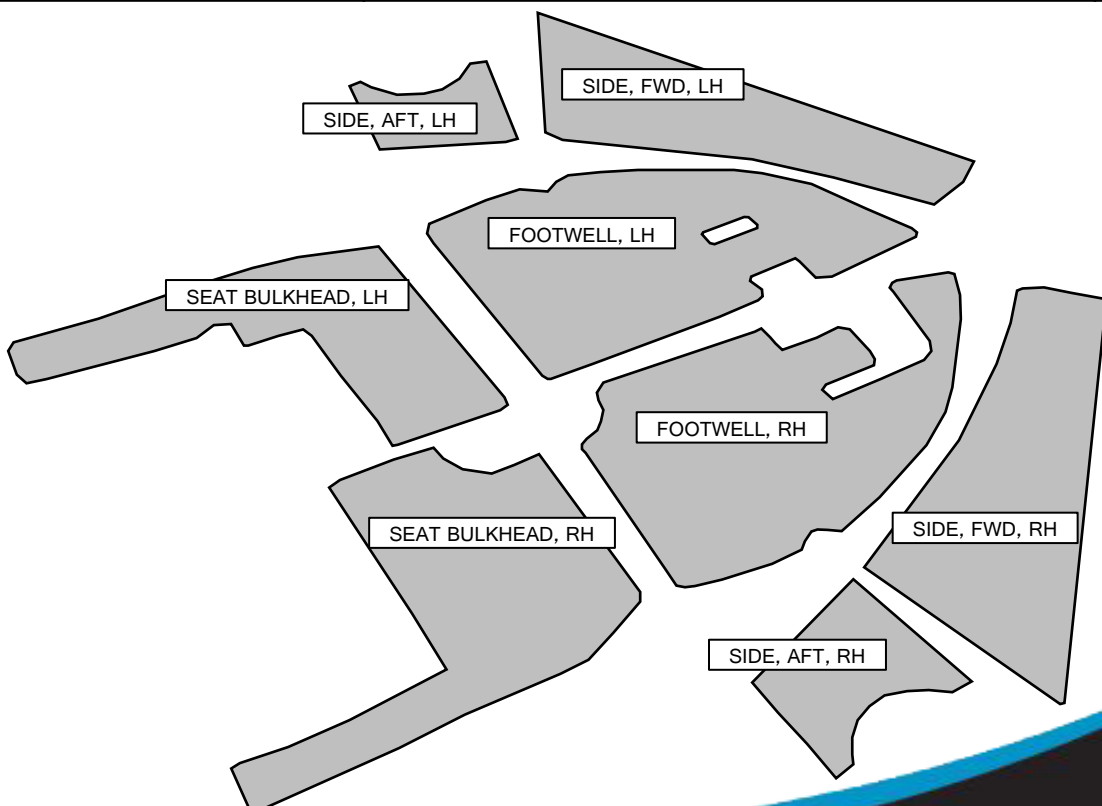 SIDE, FWD, LH
SIDE, AFT, LH
FOOTWELL, LH
SEAT BULKHEAD, LH
FOOTWELL, RH
SEAT BULKHEAD, RH
SIDE, FWD, RH
SIDE, AFT, RH